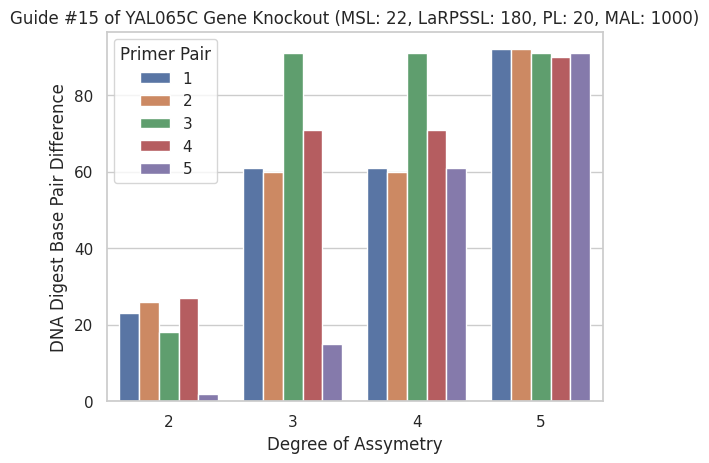 Guide #15 of YAL065C Gene Knockout (MSL: 22, LaRPSSL: 180, PL: 20, MAL: 1000)
Primer Pair
1
2
3
4
5
DNA Digest Base Pair Difference
80
60
40
20
0
2 3 4 5
Degree of Assymetry